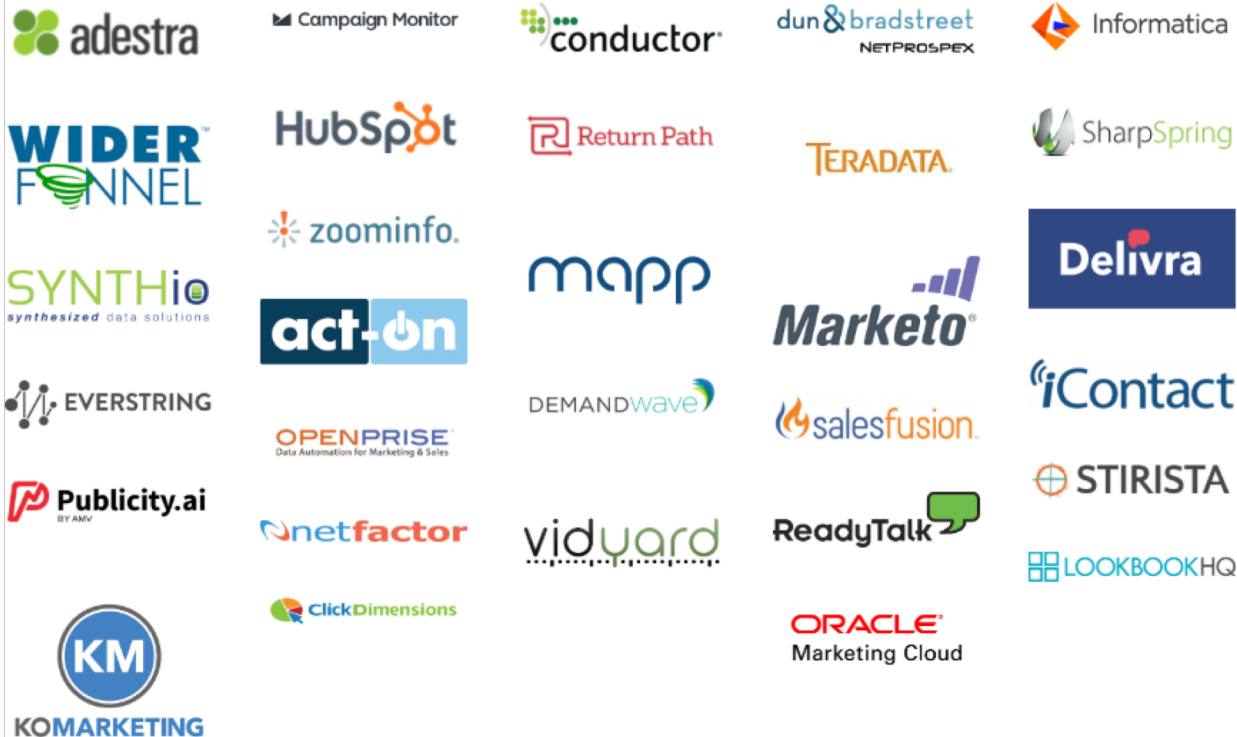 adestra
WIDER™
FUNNEL
SYNTHio
synthesized data solutions
EVERSTRING
Publicity.ai
BY AMV
KM
KOMARKETING
Campaign Monitor
HubSpot
zoominfo.
act-on
OPENPRISE
Data Automation for Marketing & Sales
netfactor
ClickDimensions
conductor
Return Path
mapp
DEMANDWAVE
vidyard
dun & bradstreet
NETPROSPEX
TERADATA.
Marketo®
salesfusion
ReadyTalk
ORACLE®
Marketing Cloud
Informatica
SharpSpring
Delivra
iContact
STIRISTA
LOOKBOOKHQ